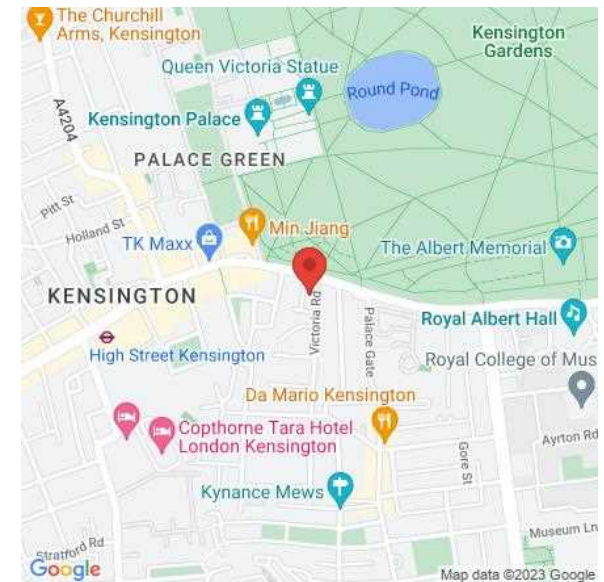 The Churchill
Arms, Kensington
Kensington
Gardens
Queen Victoria Statue
Round Pond
A4204
Kensington Palace
PALACE GREEN
Pitt St
Holland St
Min Jiang
TK Maxx
The Albert Memorial
KENSINGTON
Victoria Rd
Palace Gate
Royal Albert Hall
High Street Kensington
Royal College of Mus
Da Mario Kensington
Copthorne Tara Hotel
London Kensington
Ayrton Rd
Gore St
Kynance Mews
Museum Ln
Stratford Rd
Google
Map data ©2023 Google